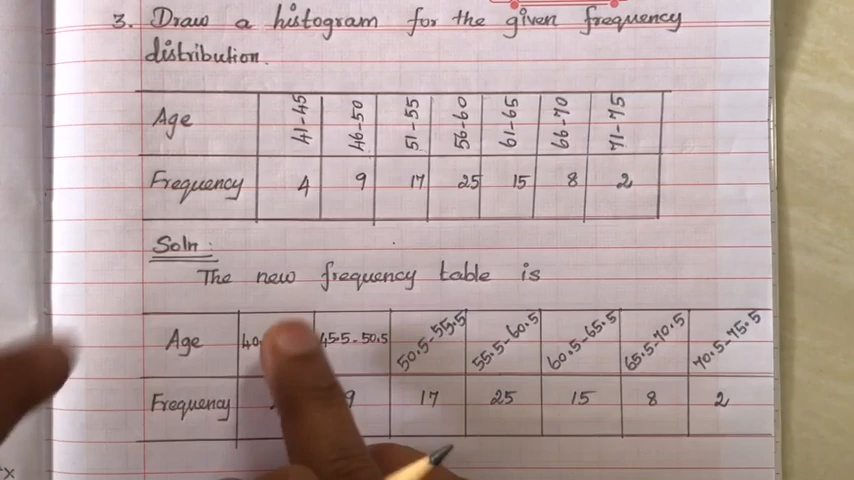 3. Draw a histogram for the given frequency
distribution.
Age 41-45 46-50 51-55 56-60 61-65 66-70 71-75
Frequency 4 9 17 25 15 8 2
Soln:
The new frequency table is
Age 45.5-50.5 50.5-55.5 55.5-60.5 60.5-65.5 65.5-70.5 70.5-75.5
Frequency 9 17 25 15 8 2
x